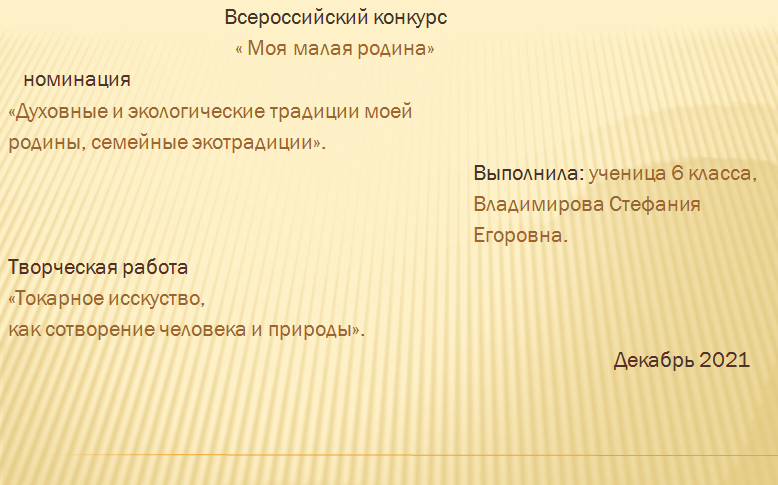 Всероссийский конкурс
« Моя малая родина»
номинация
«Духовные и экологические традиции моей
родины, семейные экотрадиции».
Выполнила: ученица 6 класса,
Владимирова Стефания
Егоровна.
Творческая работа
«Токарное исскуство,
как сотворение человека и природы».
Декабрь 2021